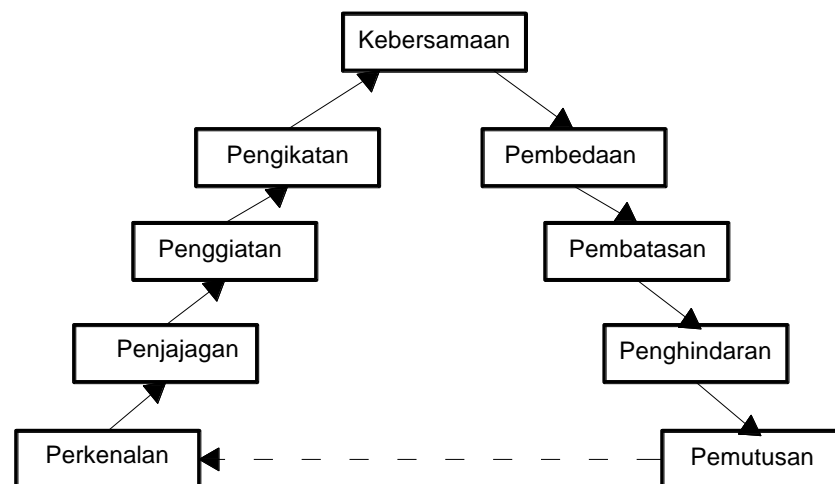 Kebersamaan
Pengikatan
Pembedaan
Penggiatan
Pembatasan
Penjajagan
Penghindaran
Perkenalan
Pemutusan